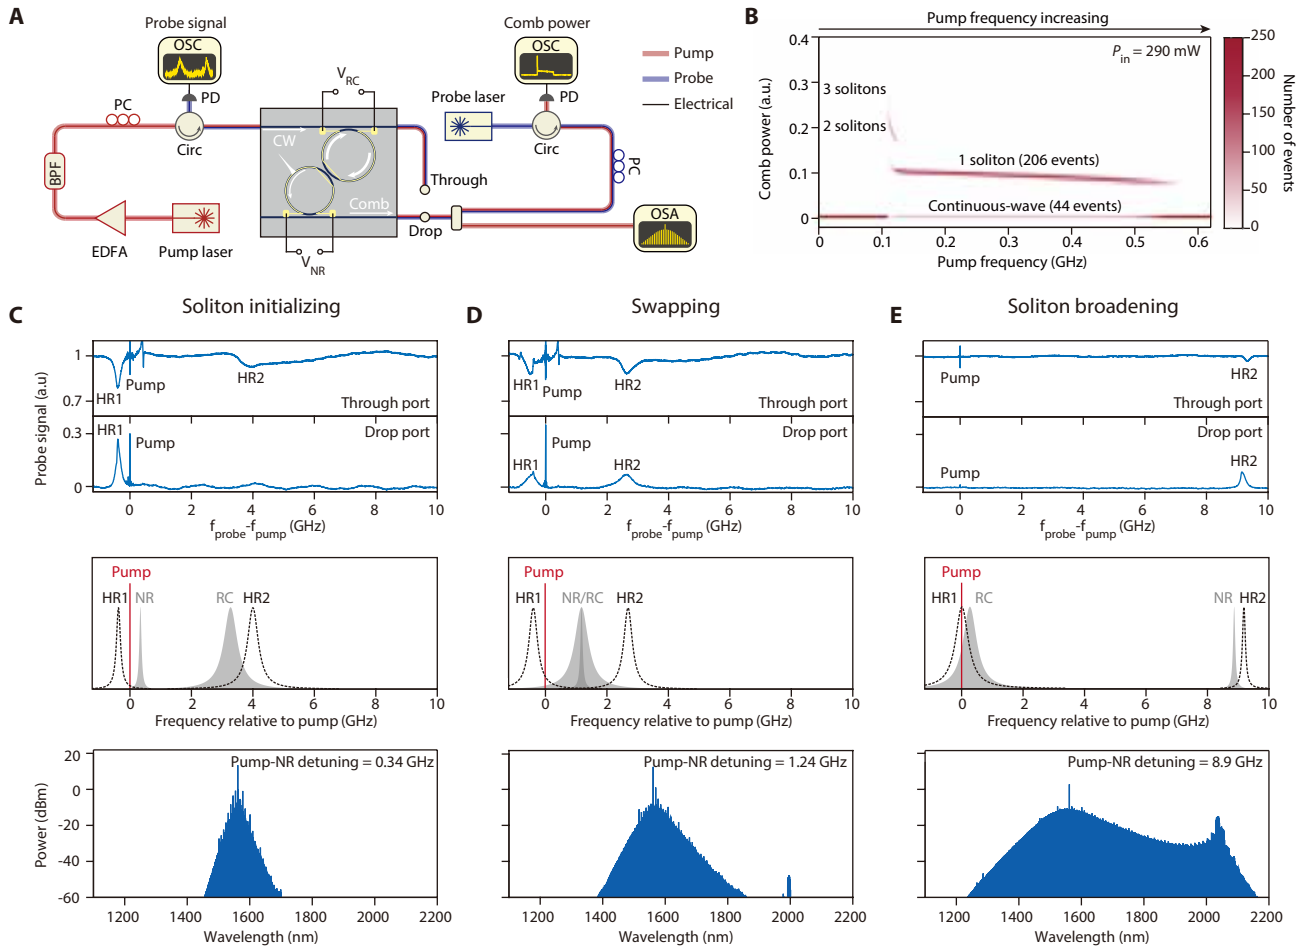 A
Probe signal
OSC
PC
PD
Circ
BPF
EDFA
Pump laser
V_RC
CW
Comb
V_NR
Through
Drop
Comb power
OSC
Probe laser
PD
Circ
PC
OSA
Pump
Probe
Electrical
B
Pump frequency increasing
P_in = 290 mW
3 solitons
2 solitons
1 soliton (206 events)
Continuous-wave (44 events)
Comb power (a.u.)
0.4
0.3
0.2
0.1
0
0 0.1 0.2 0.3 0.4 0.5 0.6
Pump frequency (GHz)
250
200
150
100
50
0
Number of events
C
Soliton initializing
Probe signal (a.u)
1
0.7
HR1
Pump
HR2
Through port
0.3
0
HR1
Pump
Drop port
0 2 4 6 8 10
f_probe-f_pump (GHz)
Pump
HR1
NR
RC
HR2
0 2 4 6 8 10
Frequency relative to pump (GHz)
Pump-NR detuning = 0.34 GHz
Power (dBm)
20
0
-20
-40
-60
1200 1400 1600 1800 2000 2200
Wavelength (nm)
D
Swapping
HR1
Pump
HR2
Through port
HR1
Pump
HR2
Drop port
0 2 4 6 8 10
f_probe-f_pump (GHz)
Pump
HR1
NR/RC
HR2
0 2 4 6 8 10
Frequency relative to pump (GHz)
Pump-NR detuning = 1.24 GHz
1200 1400 1600 1800 2000 2200
Wavelength (nm)
E
Soliton broadening
Pump
HR2
Through port
Pump
Drop port
HR2
0 2 4 6 8 10
f_probe-f_pump (GHz)
Pump
HR1
RC
NR
HR2
0 2 4 6 8 10
Frequency relative to pump (GHz)
Pump-NR detuning = 8.9 GHz
1200 1400 1600 1800 2000 2200
Wavelength (nm)